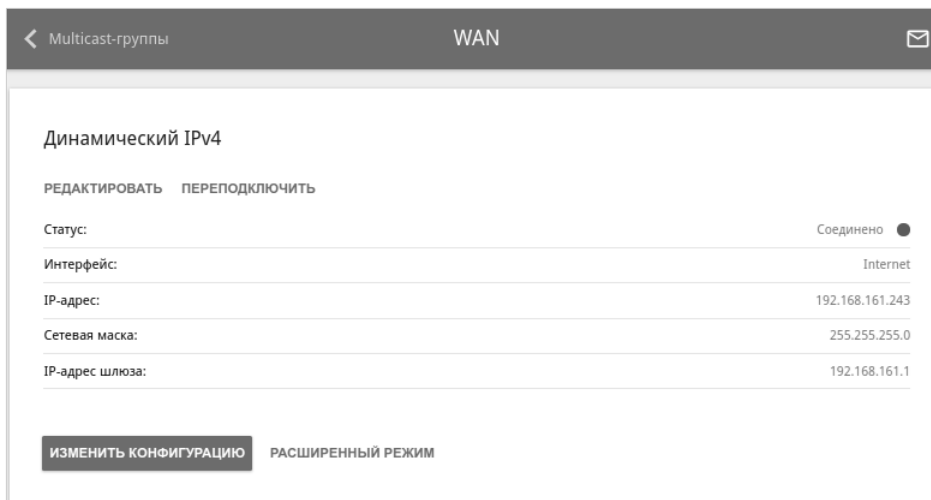 Multicast-группы WAN
Динамический IPv4
РЕДАКТИРОВАТЬ ПЕРЕПОДКЛЮЧИТЬ
Статус: Соединено
Интерфейс: Internet
IP-адрес: 192.168.161.243
Сетевая маска: 255.255.255.0
IP-адрес шлюза: 192.168.161.1
ИЗМЕНИТЬ КОНФИГУРАЦИЮ РАСШИРЕННЫЙ РЕЖИМ